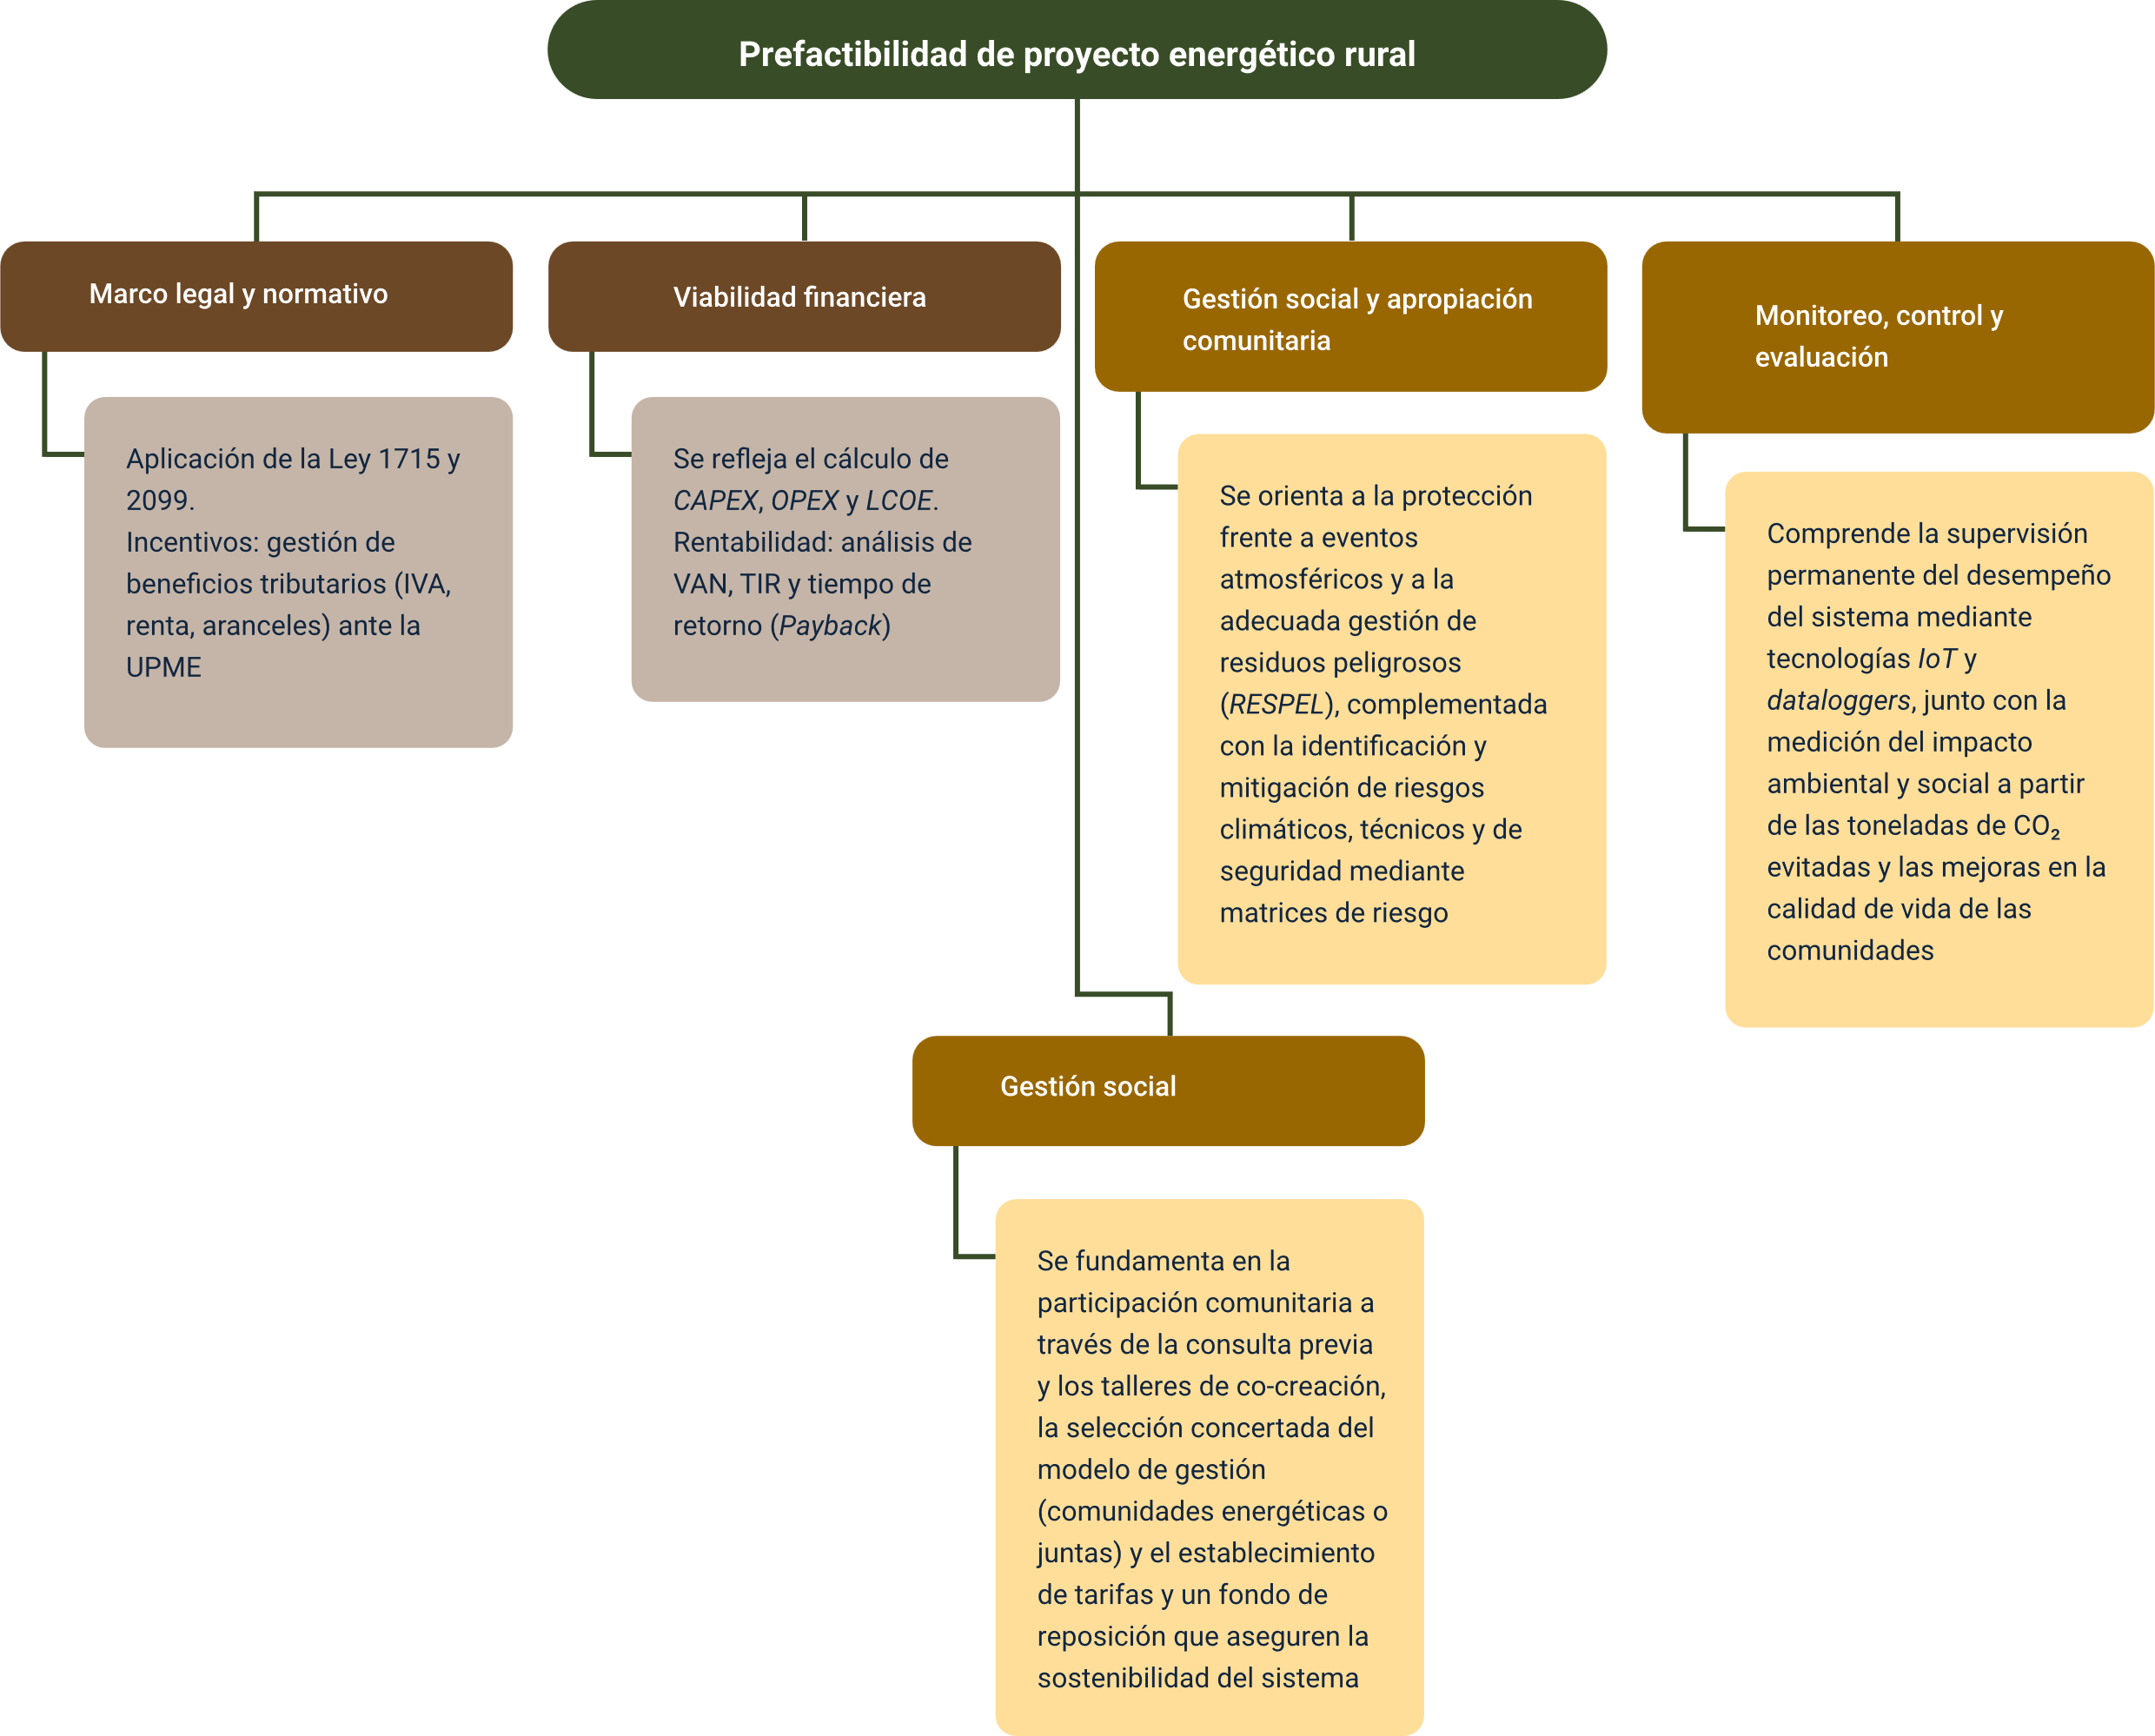 Prefactibilidad de proyecto energético rural
Marco legal y normativo
Aplicación de la Ley 1715 y
2099.
Incentivos: gestión de
beneficios tributarios (IVA,
renta, aranceles) ante la
UPME
Viabilidad financiera
Se refleja el cálculo de
CAPEX, OPEX y LCOE.
Rentabilidad: análisis de
VAN, TIR y tiempo de
retorno (Payback)
Gestión social y apropiación
comunitaria
Se orienta a la protección
frente a eventos
atmosféricos y a la
adecuada gestión de
residuos peligrosos
(RESPEL), complementada
con la identificación y
mitigación de riesgos
climáticos, técnicos y de
seguridad mediante
matrices de riesgo
Monitoreo, control y
evaluación
Comprende la supervisión
permanente del desempeño
del sistema mediante
tecnologías IoT y
dataloggers, junto con la
medición del impacto
ambiental y social a partir
de las toneladas de CO₂
evitadas y las mejoras en la
calidad de vida de las
comunidades
Gestión social
Se fundamenta en la
participación comunitaria a
través de la consulta previa
y los talleres de co-creación,
la selección concertada del
modelo de gestión
(comunidades energéticas o
juntas) y el establecimiento
de tarifas y un fondo de
reposición que aseguren la
sostenibilidad del sistema